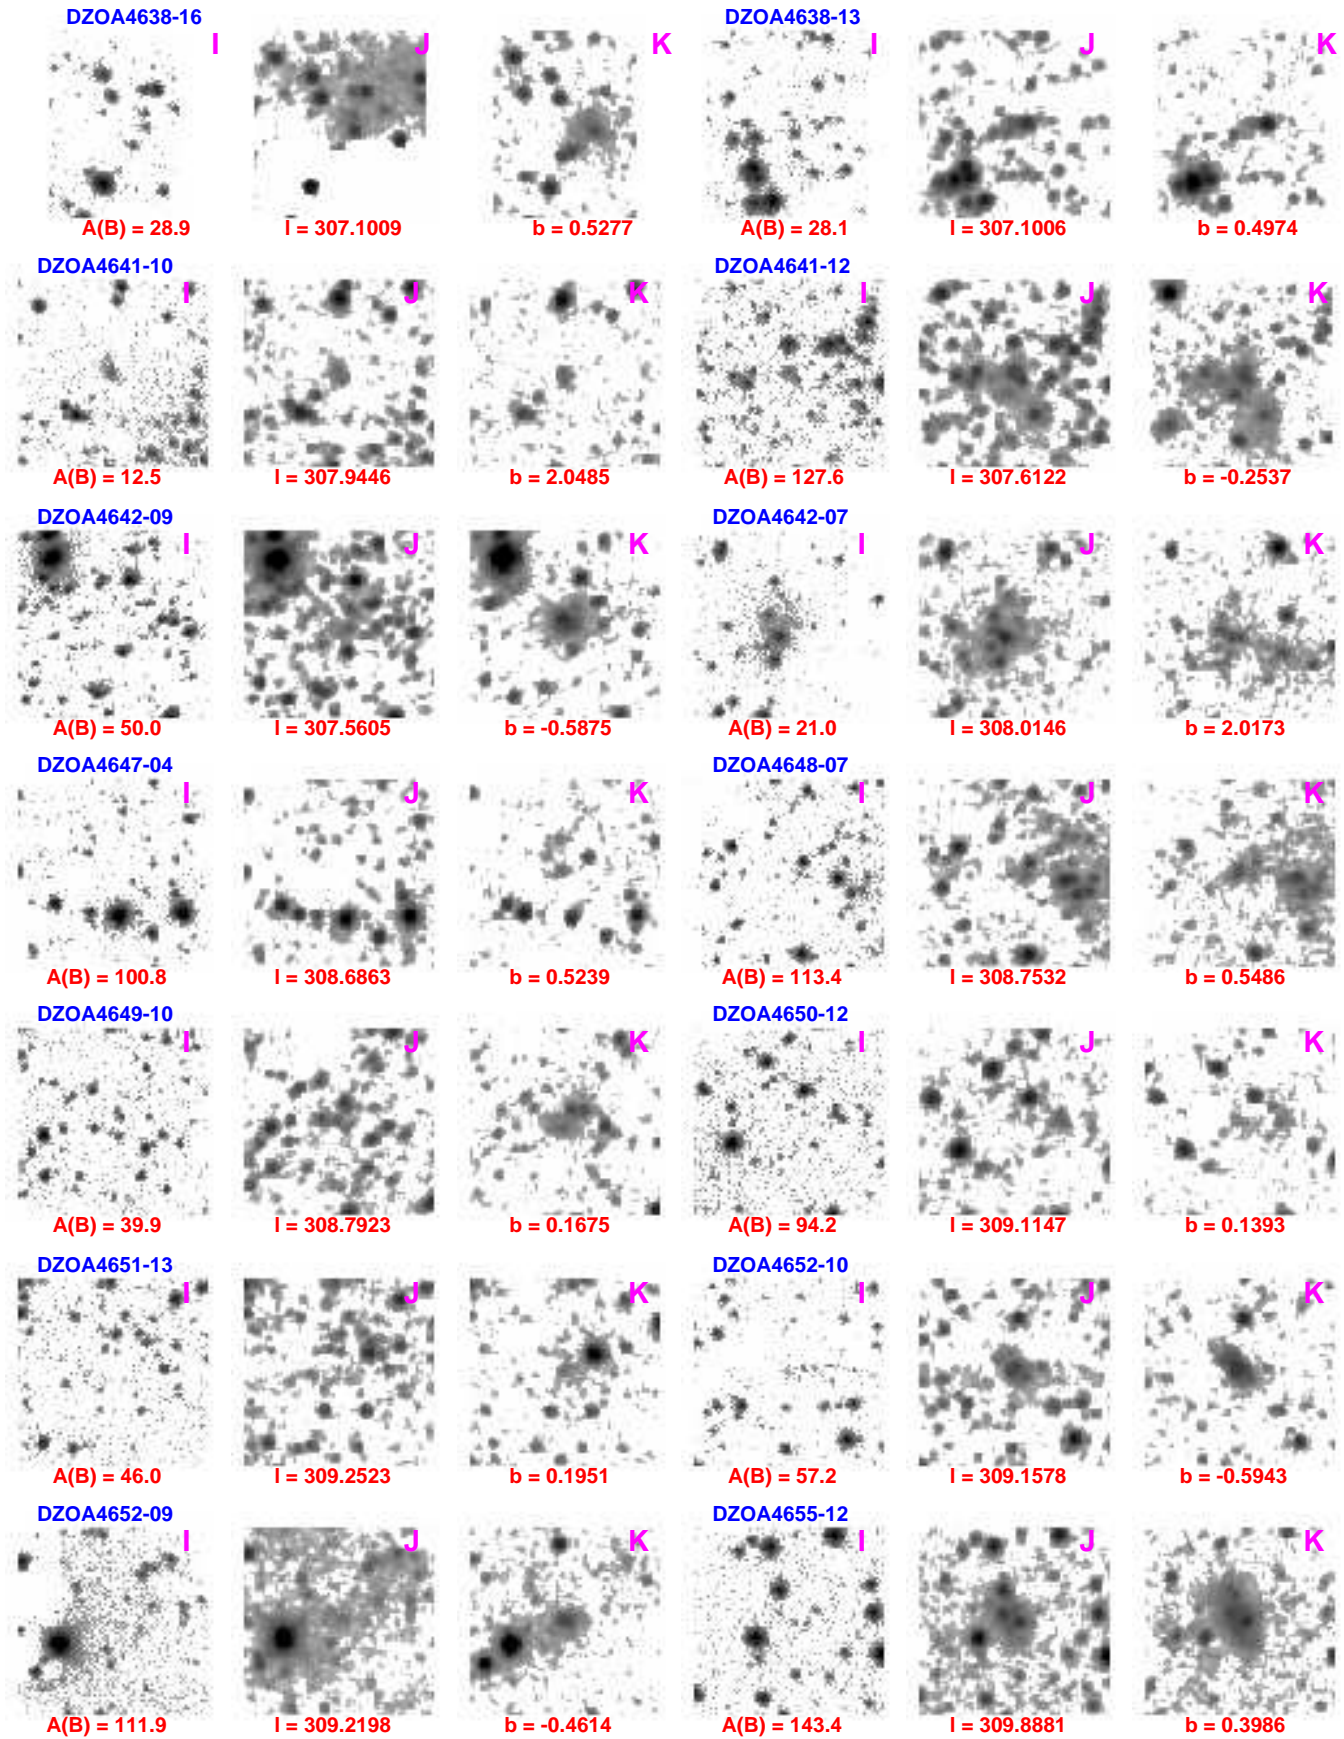 DZOA4638-16 DZOA4638-13
I J K I J K
A(B) = 28.9 l = 307.1009 b = 0.5277 A(B) = 28.1 l = 307.1006 b = 0.4974
DZOA4641-10 DZOA4641-12
I J K I J K
A(B) = 12.5 l = 307.9446 b = 2.0485 A(B) = 127.6 l = 307.6122 b = -0.2537
DZOA4642-09 DZOA4642-07
I J K I J K
A(B) = 50.0 l = 307.5605 b = -0.5875 A(B) = 21.0 l = 308.0146 b = 2.0173
DZOA4647-04 DZOA4648-07
I J K I J K
A(B) = 100.8 l = 308.6863 b = 0.5239 A(B) = 113.4 l = 308.7532 b = 0.5486
DZOA4649-10 DZOA4650-12
I J K I J K
A(B) = 39.9 l = 308.7923 b = 0.1675 A(B) = 94.2 l = 309.1147 b = 0.1393
DZOA4651-13 DZOA4652-10
I J K I J K
A(B) = 46.0 l = 309.2523 b = 0.1951 A(B) = 57.2 l = 309.1578 b = -0.5943
DZOA4652-09 DZOA4655-12
I J K I J K
A(B) = 111.9 l = 309.2198 b = -0.4614 A(B) = 143.4 l = 309.8881 b = 0.3986